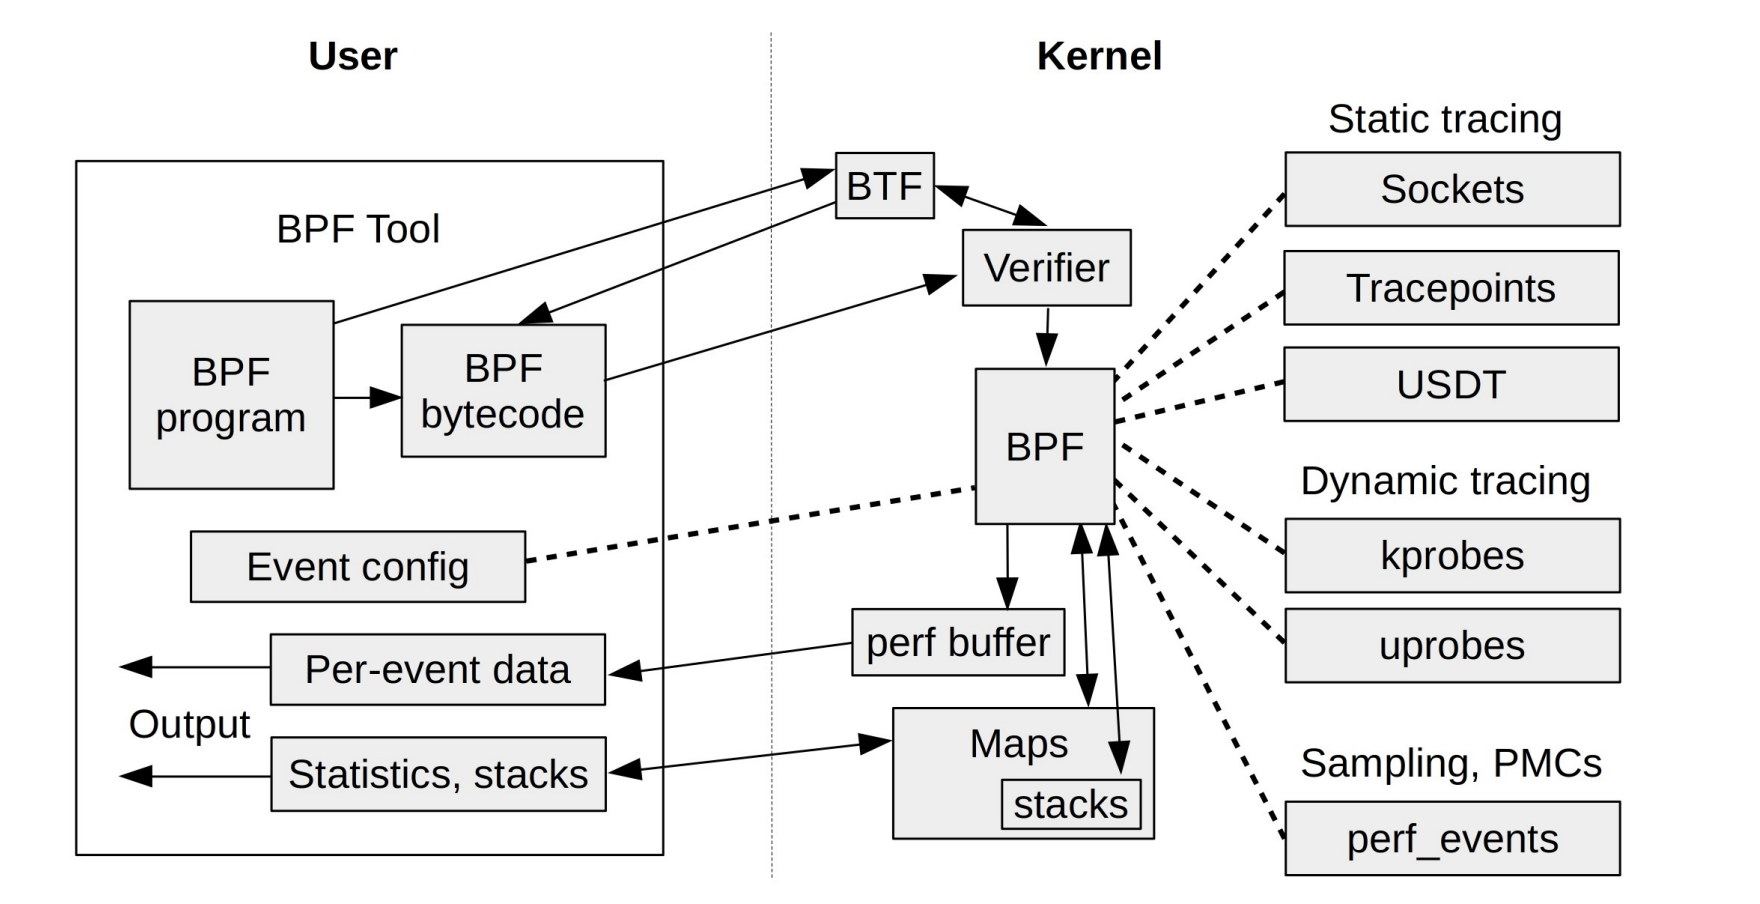 User
Kernel
Static tracing
BTF
Sockets
BPF Tool
Verifier
Tracepoints
BPF
program
BPF
bytecode
USDT
BPF
Dynamic tracing
kprobes
Event config
perf buffer
uprobes
Per-event data
Output
Maps
Sampling, PMCs
Statistics, stacks
stacks
perf_events